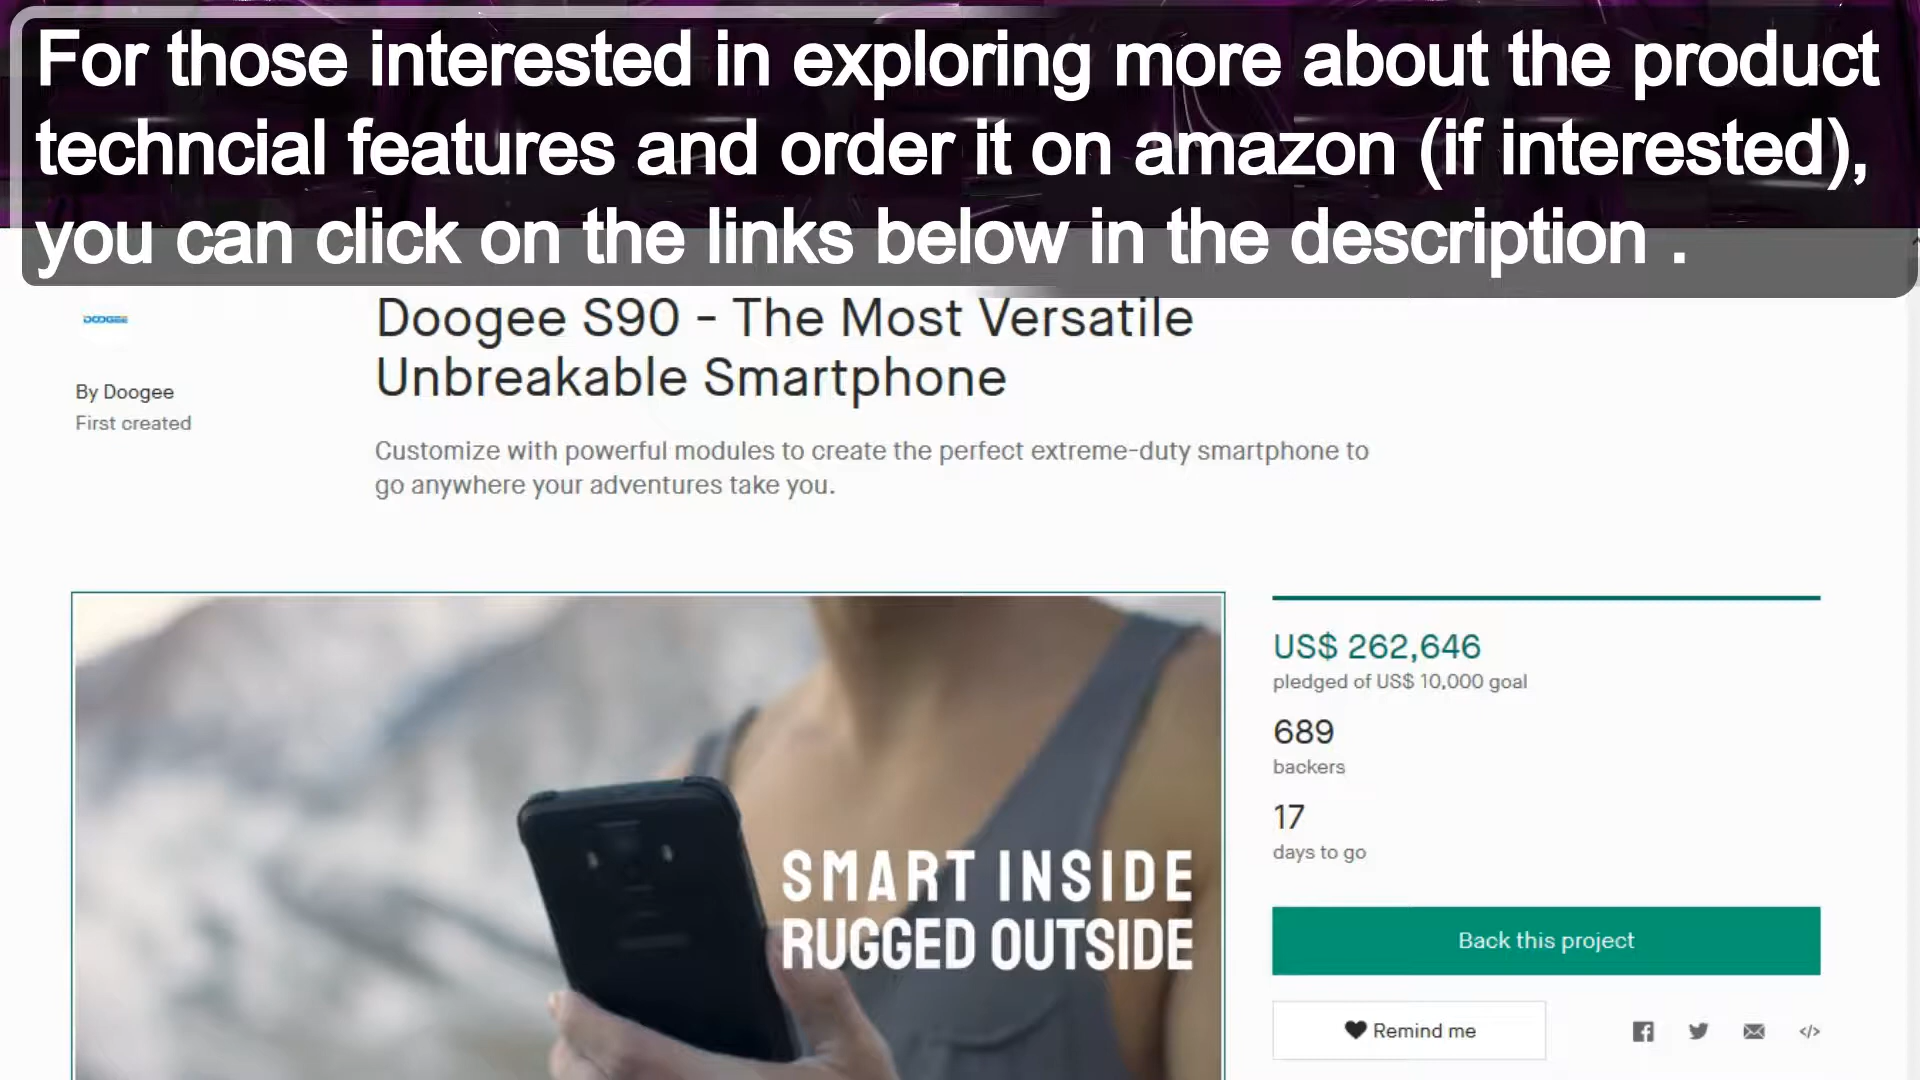 For those interested in exploring more about the product
techncial features and order it on amazon (if interested),
you can click on the links below in the description .
DOOGEE
By Doogee
First created
Doogee S90 - The Most Versatile
Unbreakable Smartphone
Customize with powerful modules to create the perfect extreme-duty smartphone to
go anywhere your adventures take you.
SMART INSIDE
RUGGED OUTSIDE
US$ 262,646
pledged of US$ 10,000 goal
689
backers
17
days to go
Back this project
Remind me